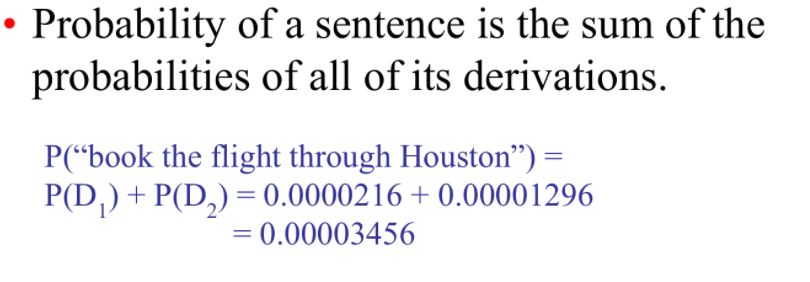 • Probability of a sentence is the sum of the
probabilities of all of its derivations.
P(“book the flight through Houston”) =
P(D₁) + P(D₂) = 0.0000216 + 0.00001296
= 0.00003456